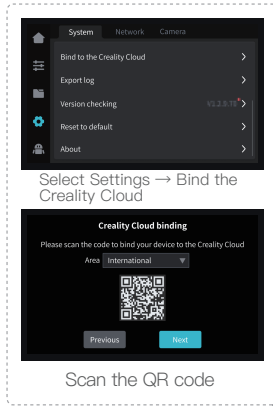 System Network Camera
Bind to the Creality Cloud
Export log
Version checking
Reset to default
About
Select Settings → Bind the
Creality Cloud
Creality Cloud binding
Please scan the code to bind your device to the Creality Cloud
Area International
Previous Next
Scan the QR code